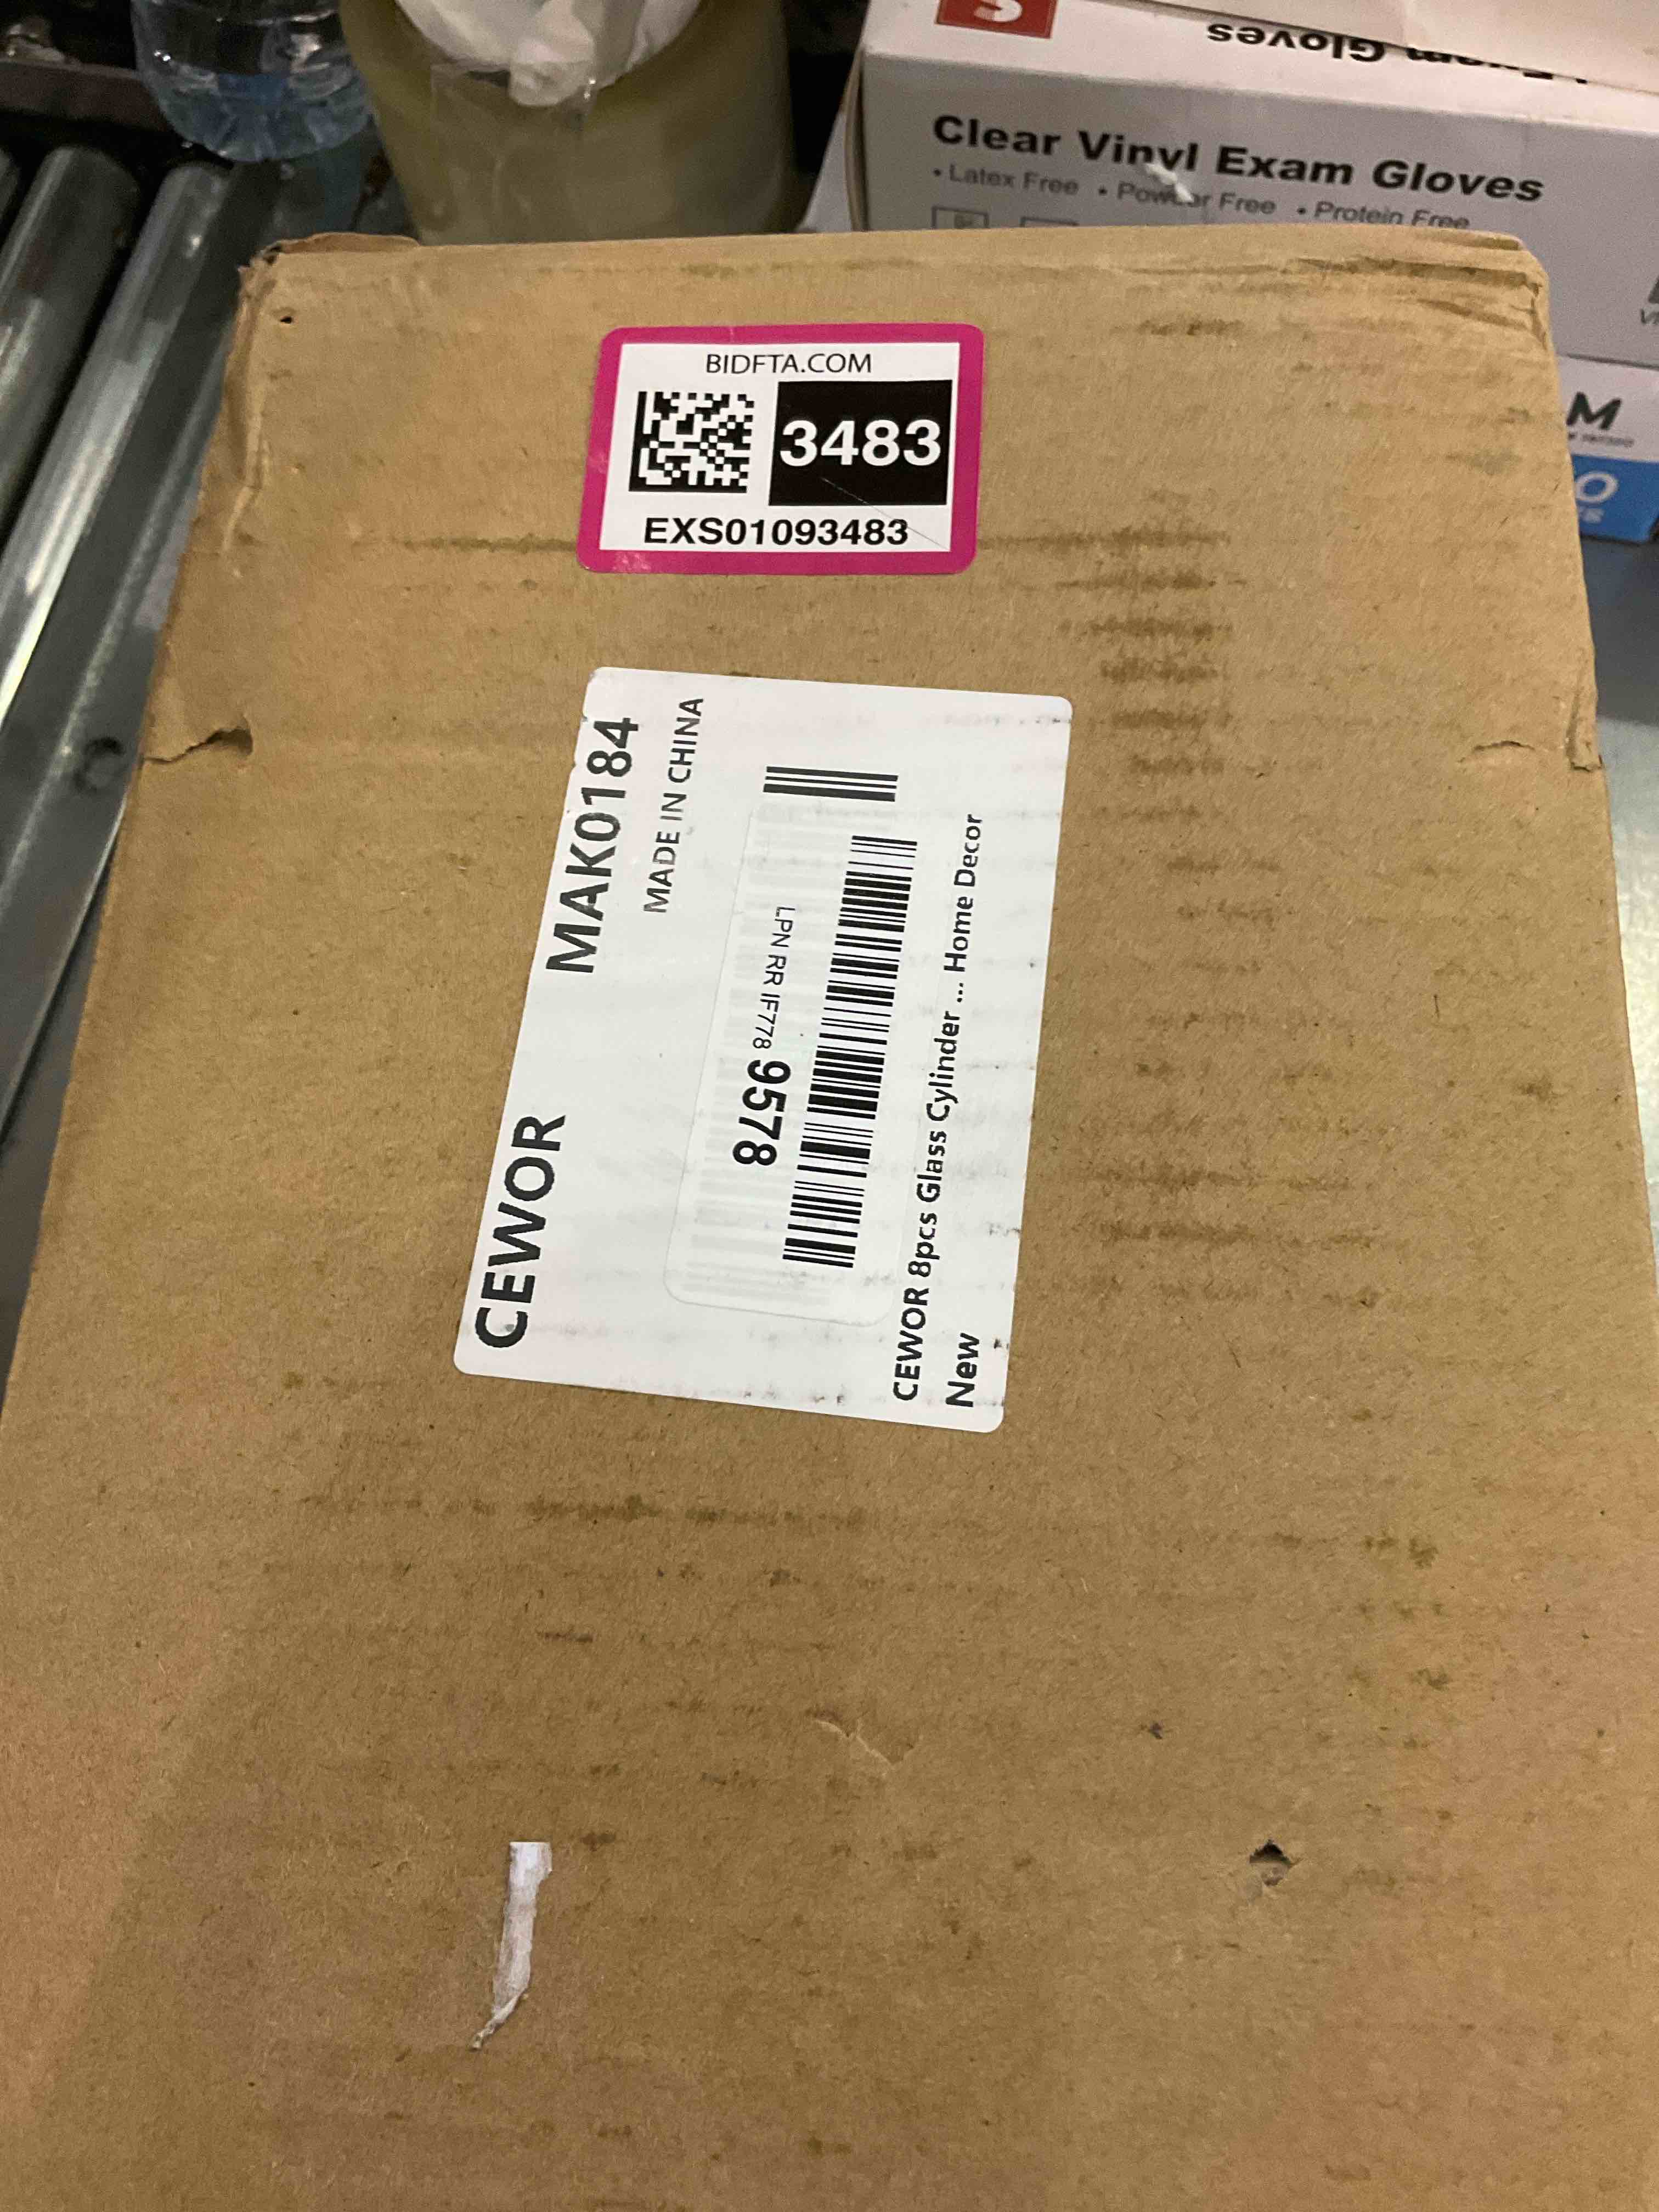 Exam Gloves
Clear Vinyl Exam Gloves
• Latex Free • Powder Free • Protein Free
M
BIDFTA.COM
3483
EXS01093483
CEWOR MAK0184
MADE IN CHINA
LPN RR IF778 9578
CEWOR 8pcs Glass Cylinder ... Home Decor
New